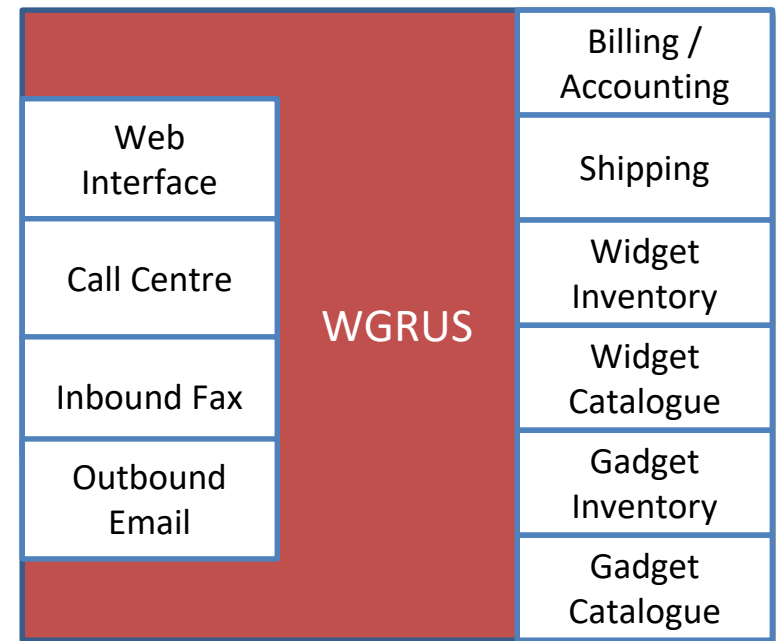 Web
Interface
Call Centre
Inbound Fax
Outbound
Email
WGRUS
Billing /
Accounting
Shipping
Widget
Inventory
Widget
Catalogue
Gadget
Inventory
Gadget
Catalogue